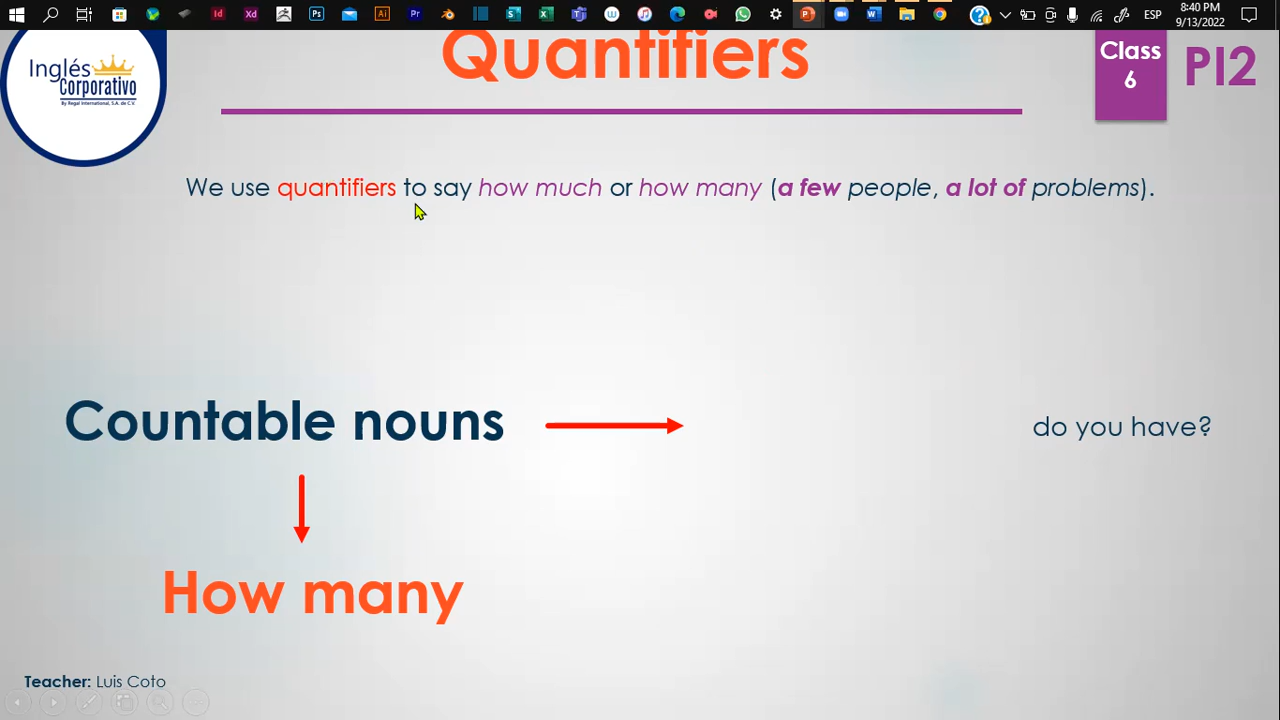 8:40 PM
ESP
9/13/2022
Quantifiers
Class
6
PI2
Inglés
Corporativo
By Regal International, S.A. de C.V.
We use quantifiers to say how much or how many (a few people, a lot of problems).
Countable nouns
do you have?
How many
Teacher: Luis Coto